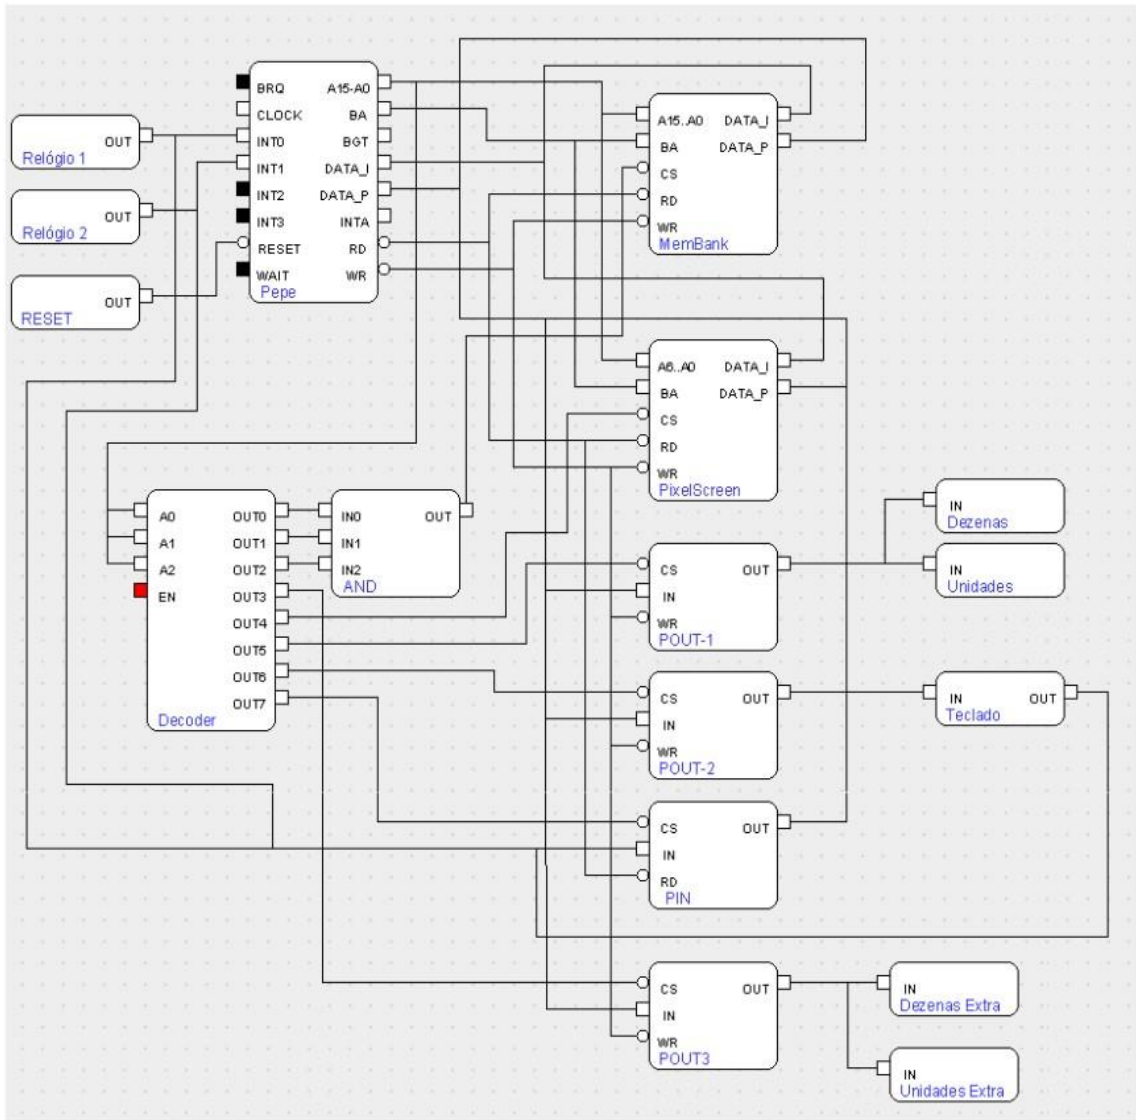 BRQ A15-A0
CLOCK BA
INT0 BGT
INT1 DATA_I
INT2 DATA_P
INT3 INTA
RESET RD
WAIT WR
Pepe
OUT
Relógio 1
OUT
Relógio 2
OUT
RESET
A15..A0 DATA_I
BA DATA_P
CS
RD
WR
MemBank
A6..A0 DATA_I
BA DATA_P
CS
RD
WR
PixelScreen
A0 OUT0
A1 OUT1
A2 OUT2
EN OUT3
OUT4
OUT5
OUT6
OUT7
Decoder
IN0 OUT
IN1
IN2
AND
IN
Dezenas
IN
Unidades
CS OUT
IN
WR
POUT-1
CS OUT
IN
WR
POUT-2
IN OUT
Teclado
CS OUT
IN
RD
PIN
CS OUT
IN
WR
POUT3
IN
Dezenas Extra
IN
Unidades Extra